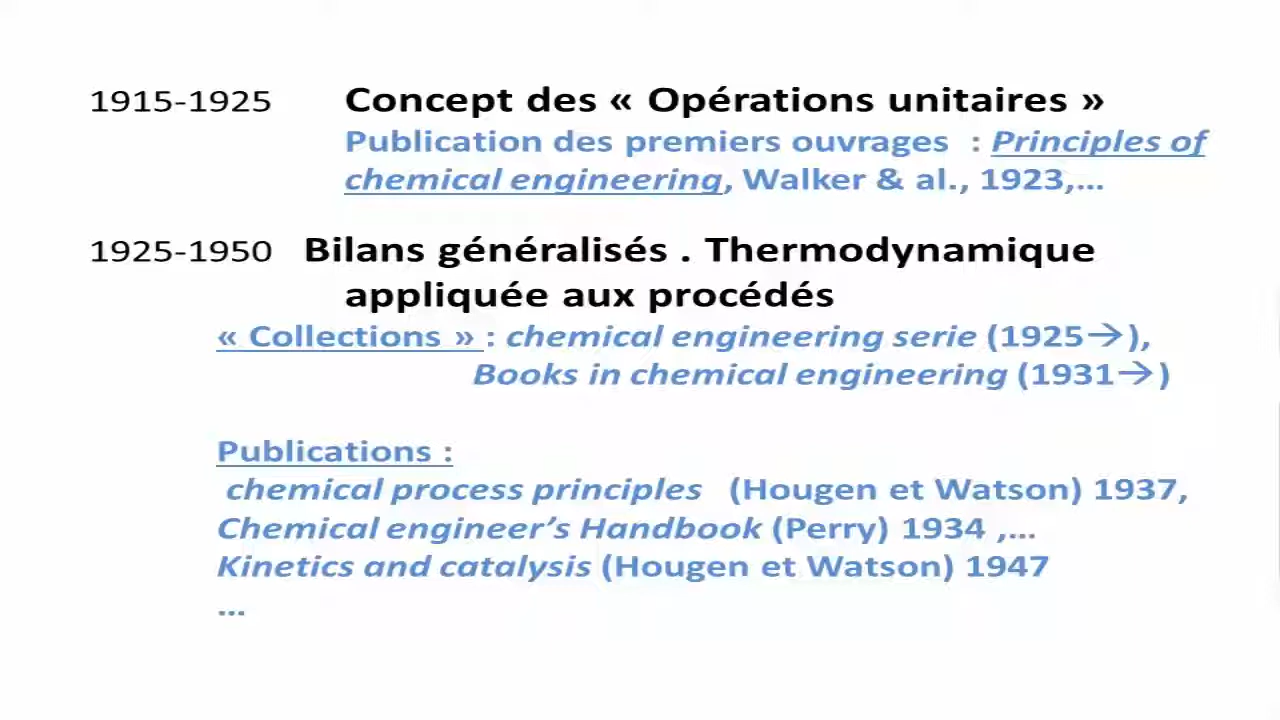 1915-1925 Concept des « Opérations unitaires »
Publication des premiers ouvrages : Principles of
chemical engineering, Walker & al., 1923,...
1925-1950 Bilans généralisés . Thermodynamique
appliquée aux procédés
« Collections » : chemical engineering serie (1925→),
Books in chemical engineering (1931→)
Publications :
chemical process principles (Hougen et Watson) 1937,
Chemical engineer’s Handbook (Perry) 1934 ,...
Kinetics and catalysis (Hougen et Watson) 1947
...